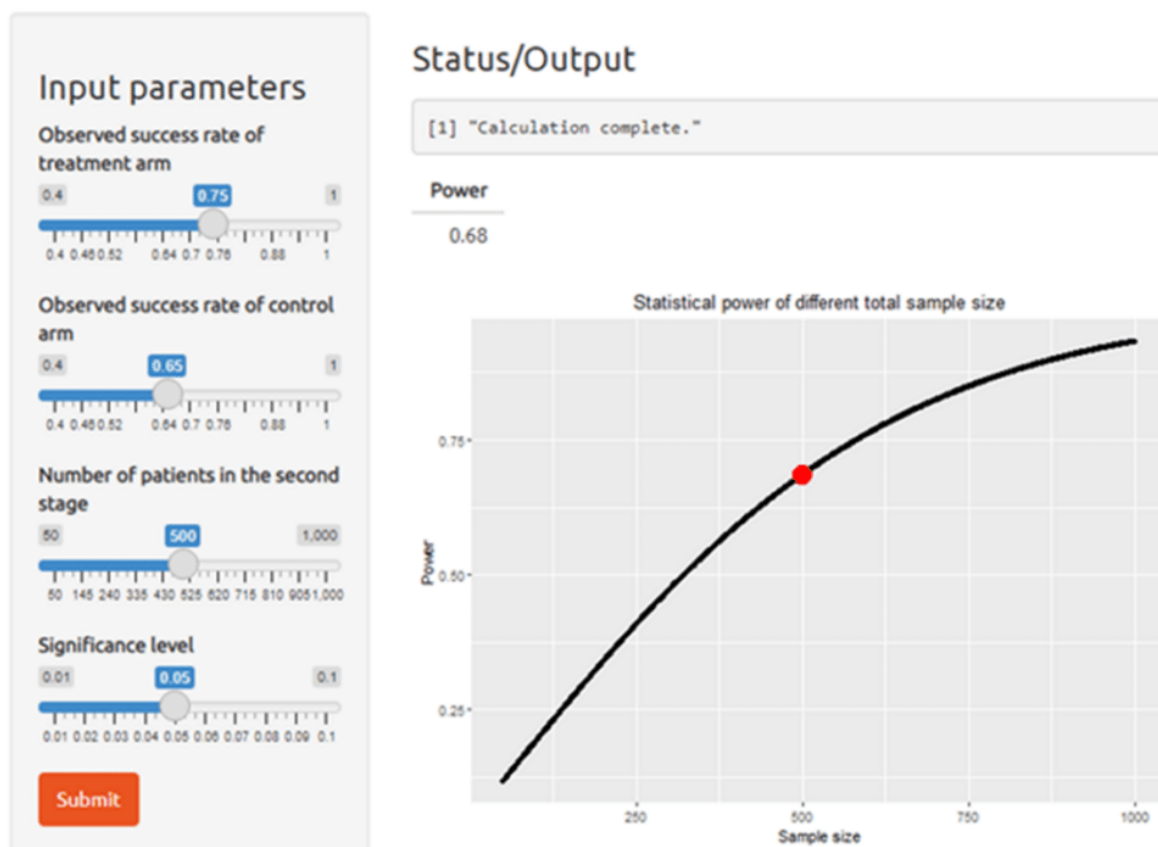 Input parameters
Observed success rate of
treatment arm
0.4 0.75 1
0.4 0.46 0.52 0.64 0.7 0.76 0.88 1
Observed success rate of control
arm
0.4 0.65 1
0.4 0.46 0.52 0.64 0.7 0.76 0.88 1
Number of patients in the second
stage
50 500 1,000
50 145 240 335 430 525 620 715 810 905 1,000
Significance level
0.01 0.05 0.1
0.01 0.02 0.03 0.04 0.05 0.06 0.07 0.08 0.09 0.1
Submit
Status/Output
[1] "Calculation complete."
Power
0.68
Statistical power of different total sample size
Power
0.75
0.50
0.25
250 500 750 1000
Sample size